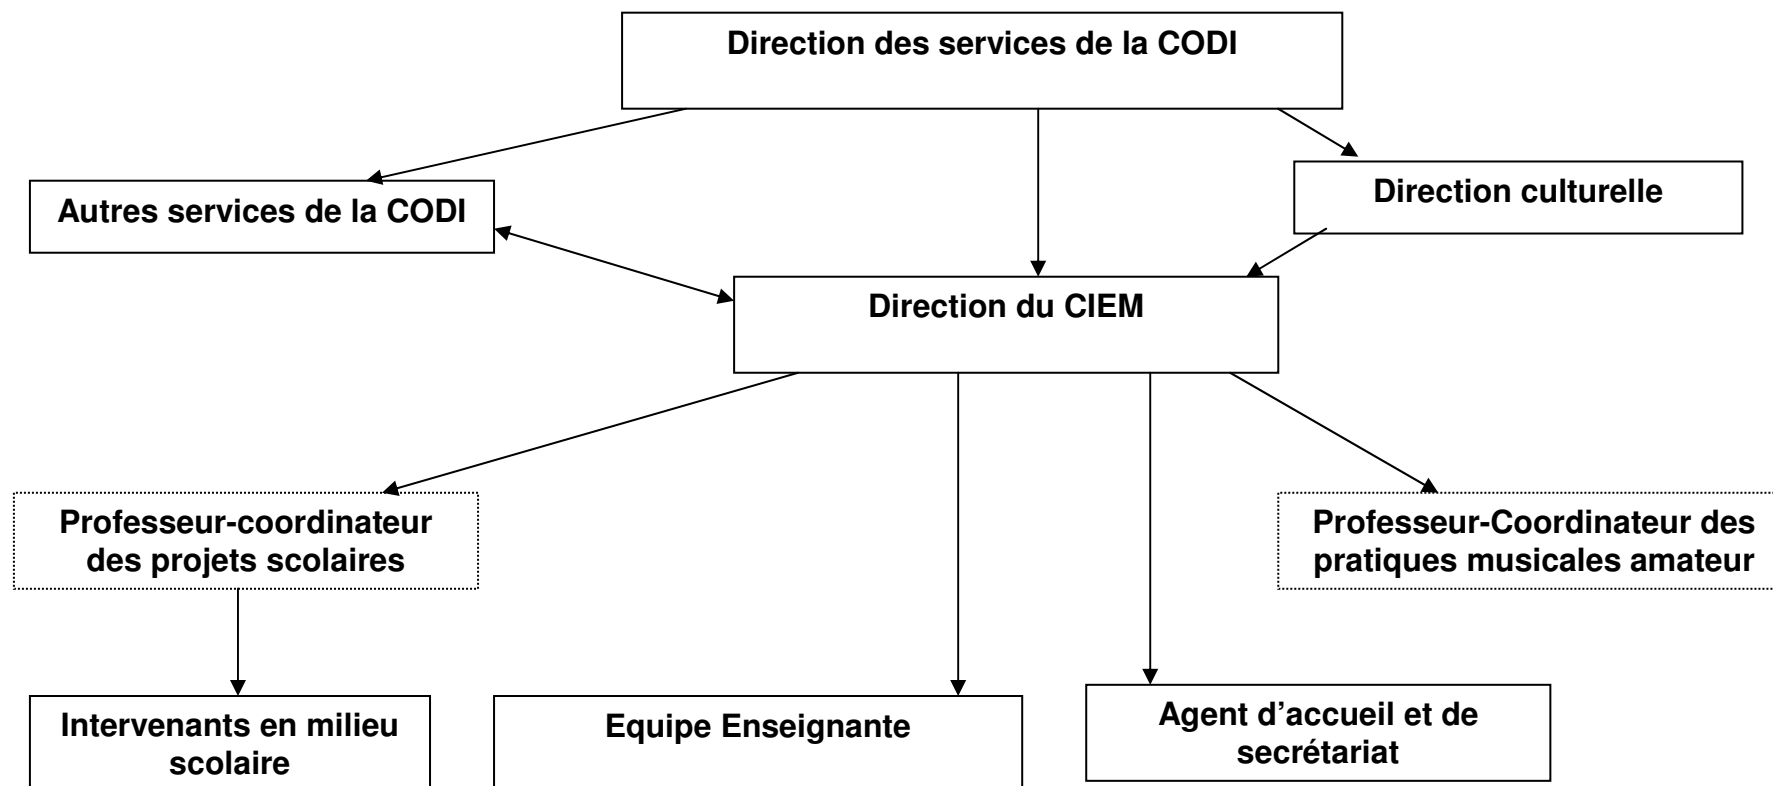 Direction des services de la CODI
Autres services de la CODI
Direction culturelle
Direction du CIEM
Professeur-coordinateur
des projets scolaires
Professeur-Coordinateur des
pratiques musicales amateur
Intervenants en milieu
scolaire
Equipe Enseignante
Agent d’accueil et de
secrétariat